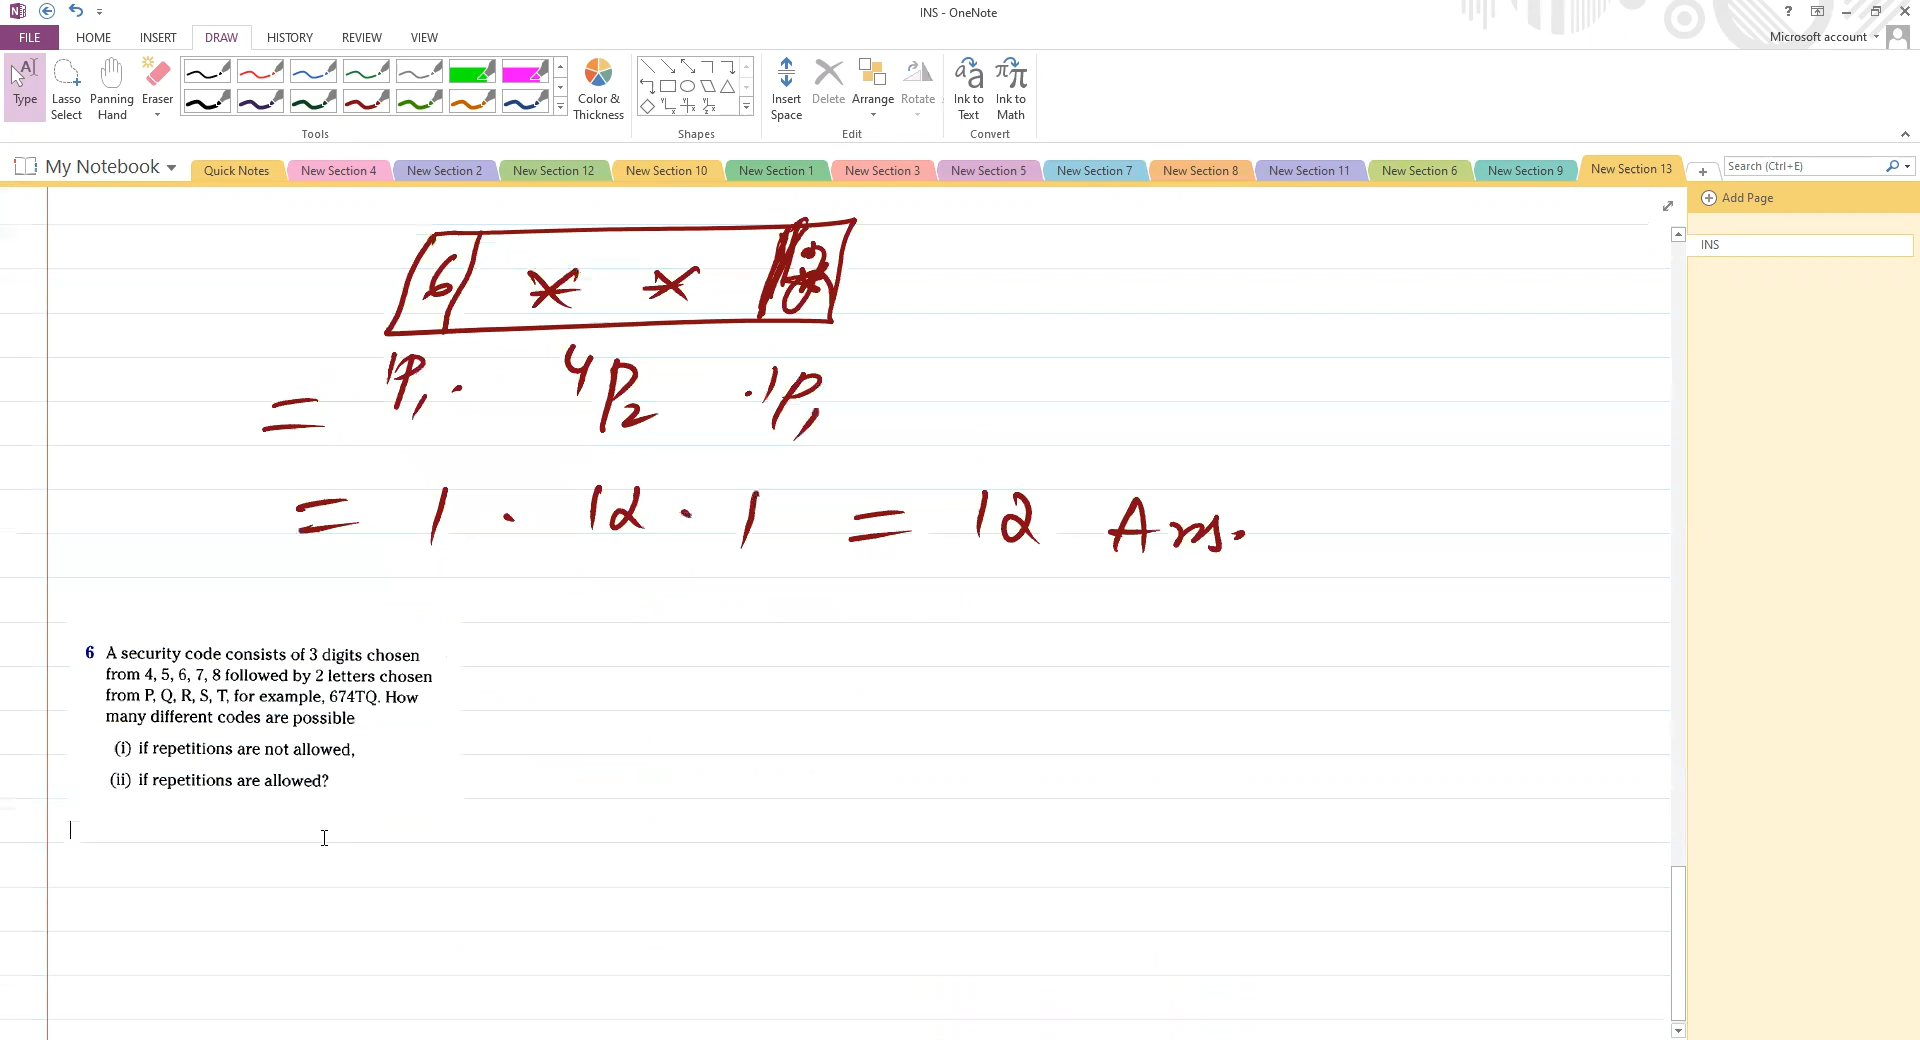 INS - OneNote
?
FILE HOME INSERT DRAW HISTORY REVIEW VIEW
Microsoft account
Type
Lasso Select
Panning Hand
Eraser
Color & Thickness
Insert Space
Delete
Arrange
Rotate
Ink to Text
Ink to Math
Tools
Shapes
Edit
Convert
My Notebook
Quick Notes
New Section 4
New Section 2
New Section 12
New Section 10
New Section 1
New Section 3
New Section 5
New Section 7
New Section 8
New Section 11
New Section 6
New Section 9
New Section 13
Search (Ctrl+E)
Add Page
INS
6 * *
= ¹P₁ . ⁴P₂ . ¹P₁
= 1 . 12 . 1 = 12 Ans.
6 A security code consists of 3 digits chosen
from 4, 5, 6, 7, 8 followed by 2 letters chosen
from P, Q, R, S, T, for example, 674TQ. How
many different codes are possible
(i) if repetitions are not allowed,
(ii) if repetitions are allowed?